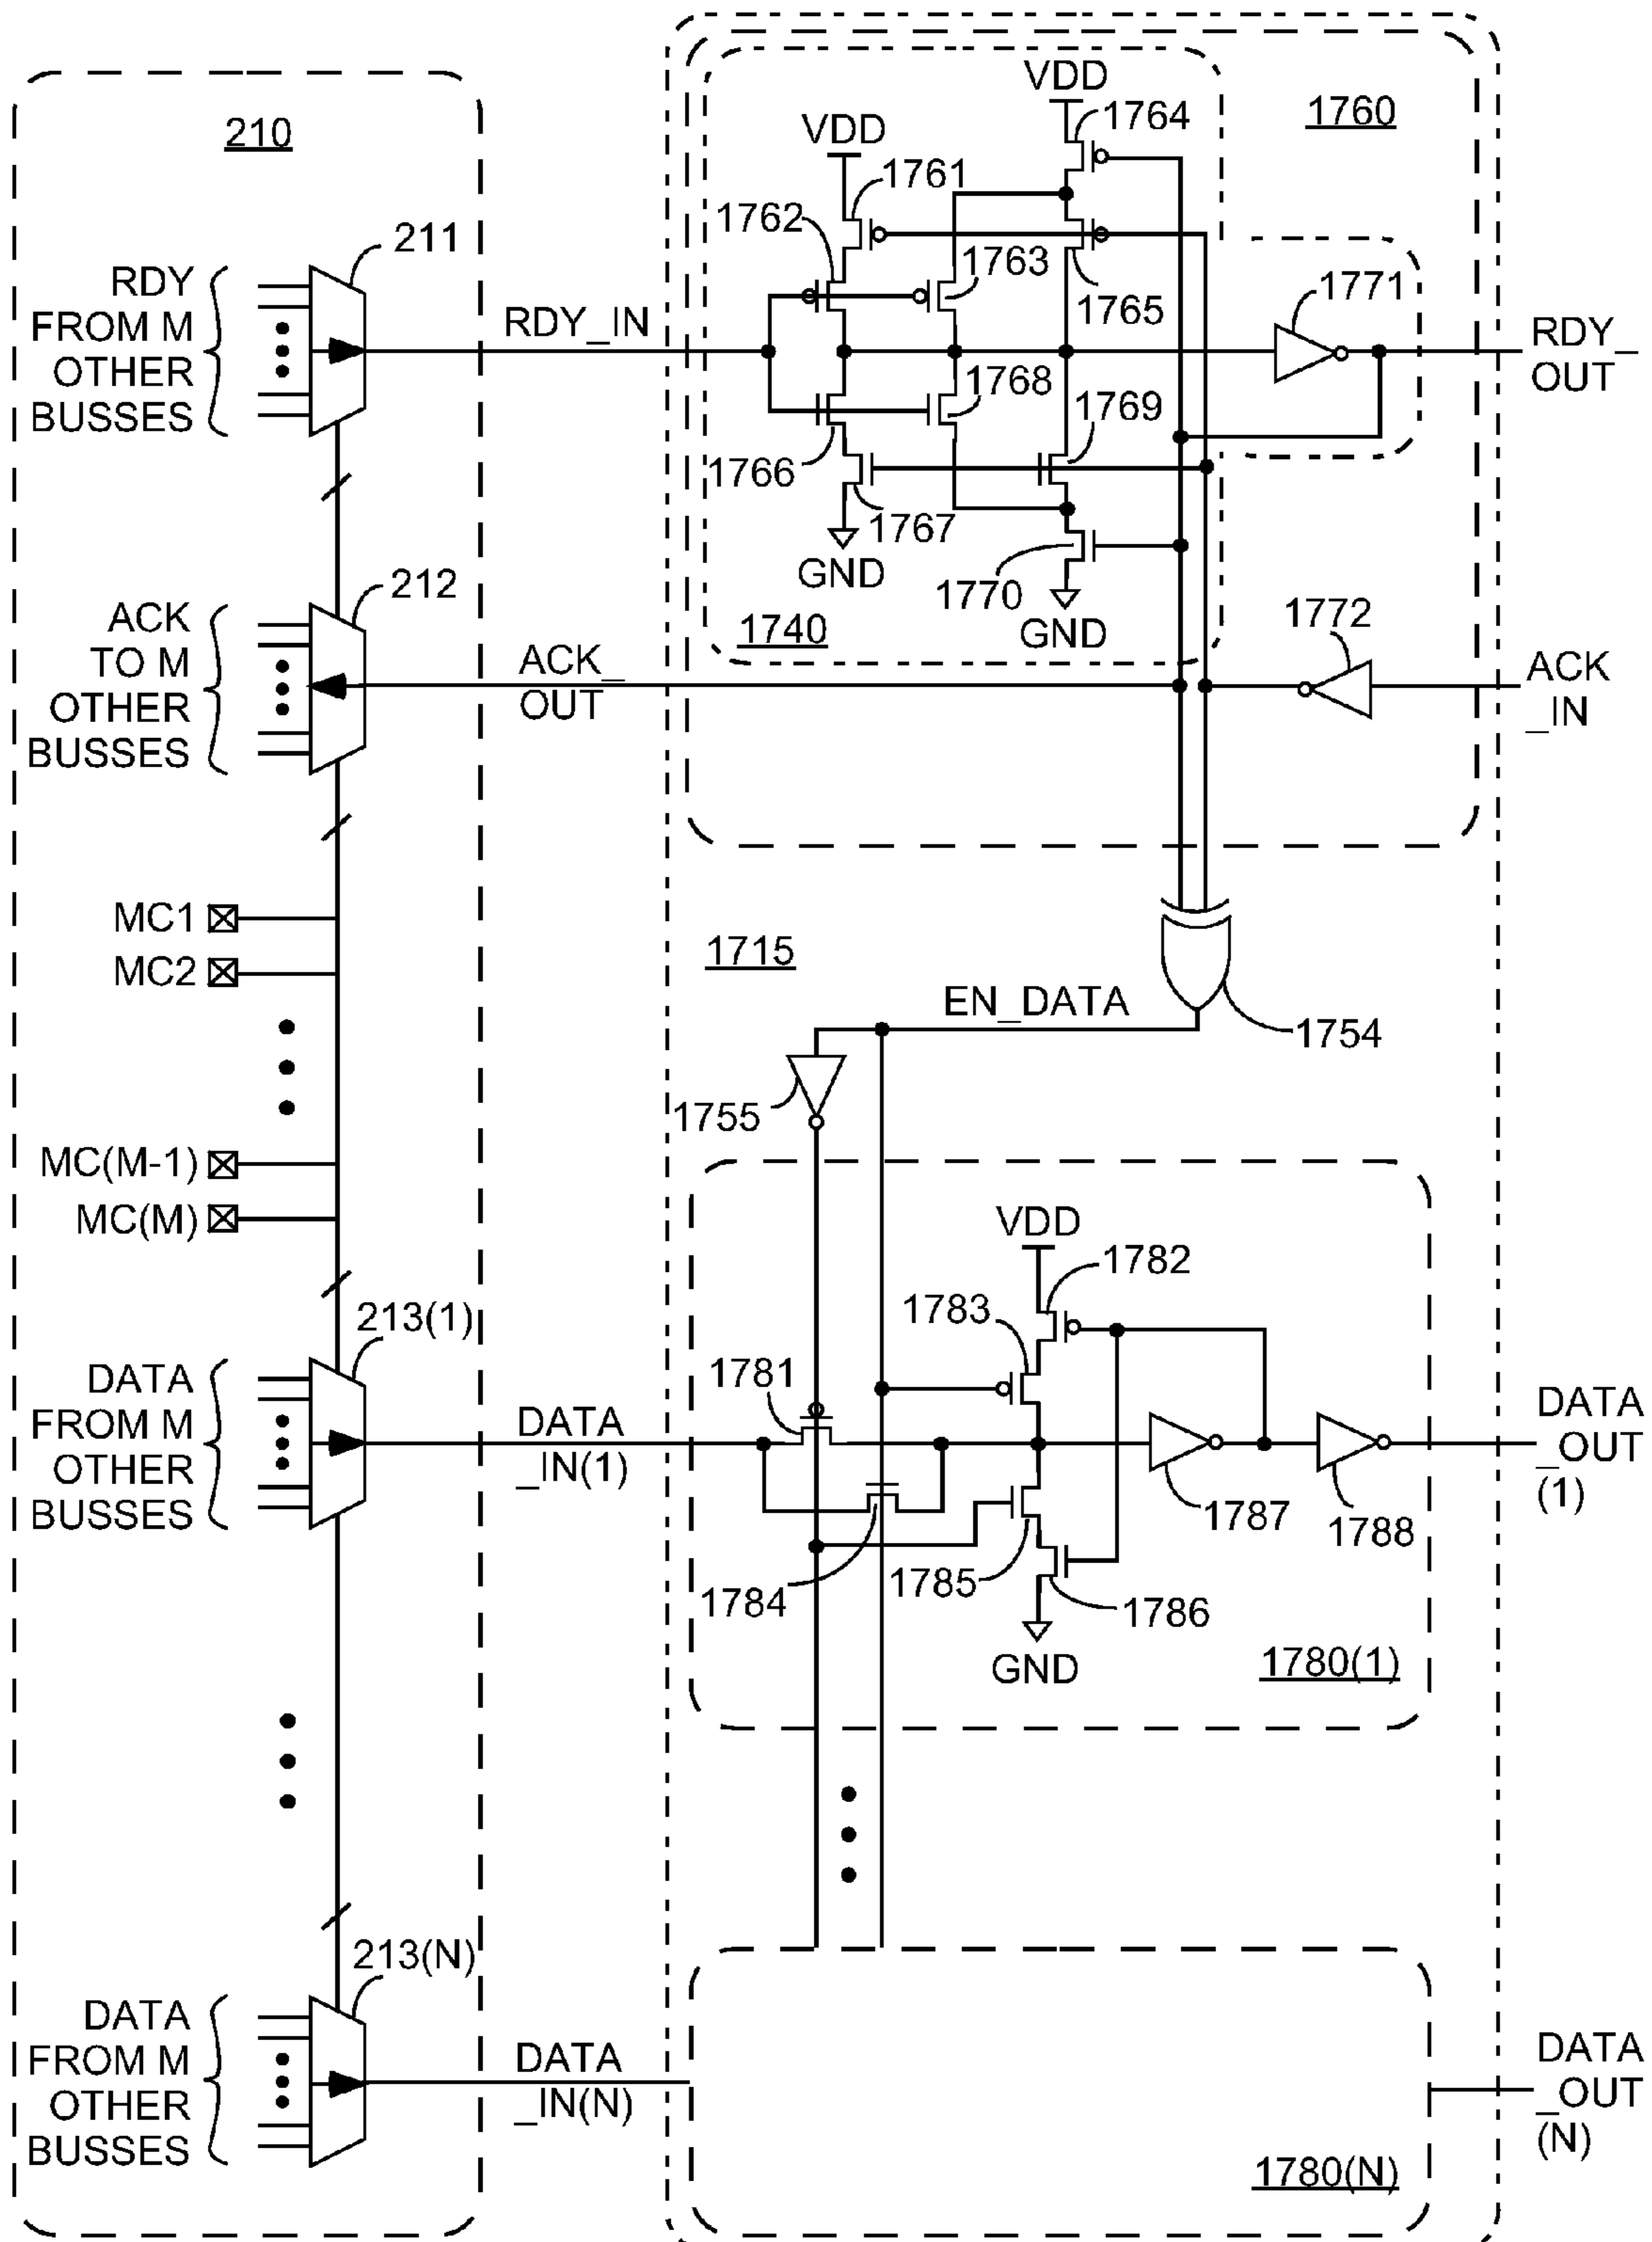 210
RDY
FROM M
OTHER
BUSSES
211
RDY_IN
VDD
VDD
1764
1760
1761
1762
1763
1765
1771
RDY_
OUT
1768
1769
1766
1767
GND
1770
GND
1740
ACK
TO M
OTHER
BUSSES
212
ACK_
OUT
1772
ACK
_IN
MC1
MC2
MC(M-1)
MC(M)
1715
EN_DATA
1754
1755
DATA
FROM M
OTHER
BUSSES
213(1)
DATA
_IN(1)
VDD
1782
1783
1781
1784
1785
1786
GND
1787
1788
1780(1)
DATA
_OUT
(1)
DATA
FROM M
OTHER
BUSSES
213(N)
DATA
_IN(N)
1780(N)
DATA
_OUT
(N)